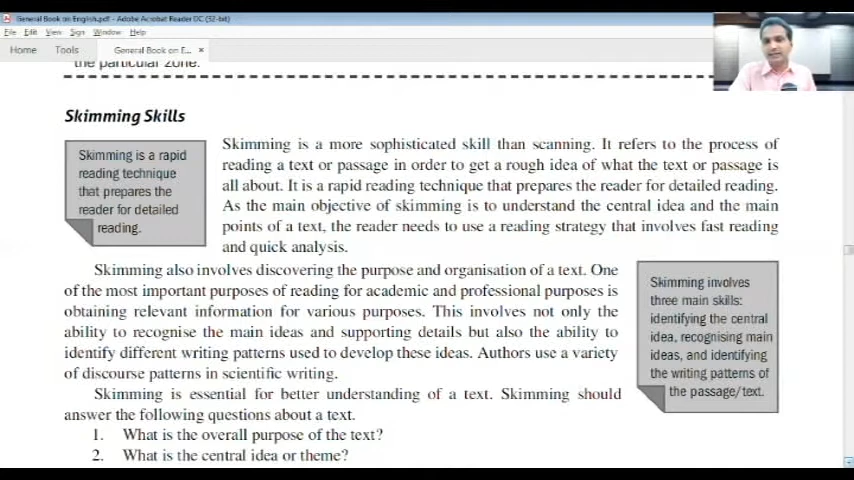 General Book on English.pdf - Adobe Acrobat Reader DC (32-bit)
File Edit View Sign Window Help
Home Tools General Book on E... ×
the particular zone.
Skimming Skills
Skimming is a rapid
reading technique
that prepares the
reader for detailed
reading.
Skimming is a more sophisticated skill than scanning. It refers to the process of
reading a text or passage in order to get a rough idea of what the text or passage is
all about. It is a rapid reading technique that prepares the reader for detailed reading.
As the main objective of skimming is to understand the central idea and the main
points of a text, the reader needs to use a reading strategy that involves fast reading
and quick analysis.
Skimming also involves discovering the purpose and organisation of a text. One
of the most important purposes of reading for academic and professional purposes is
obtaining relevant information for various purposes. This involves not only the
ability to recognise the main ideas and supporting details but also the ability to
identify different writing patterns used to develop these ideas. Authors use a variety
of discourse patterns in scientific writing.
Skimming involves
three main skills:
identifying the central
idea, recognising main
ideas, and identifying
the writing patterns of
the passage/text.
Skimming is essential for better understanding of a text. Skimming should
answer the following questions about a text.
1. What is the overall purpose of the text?
2. What is the central idea or theme?